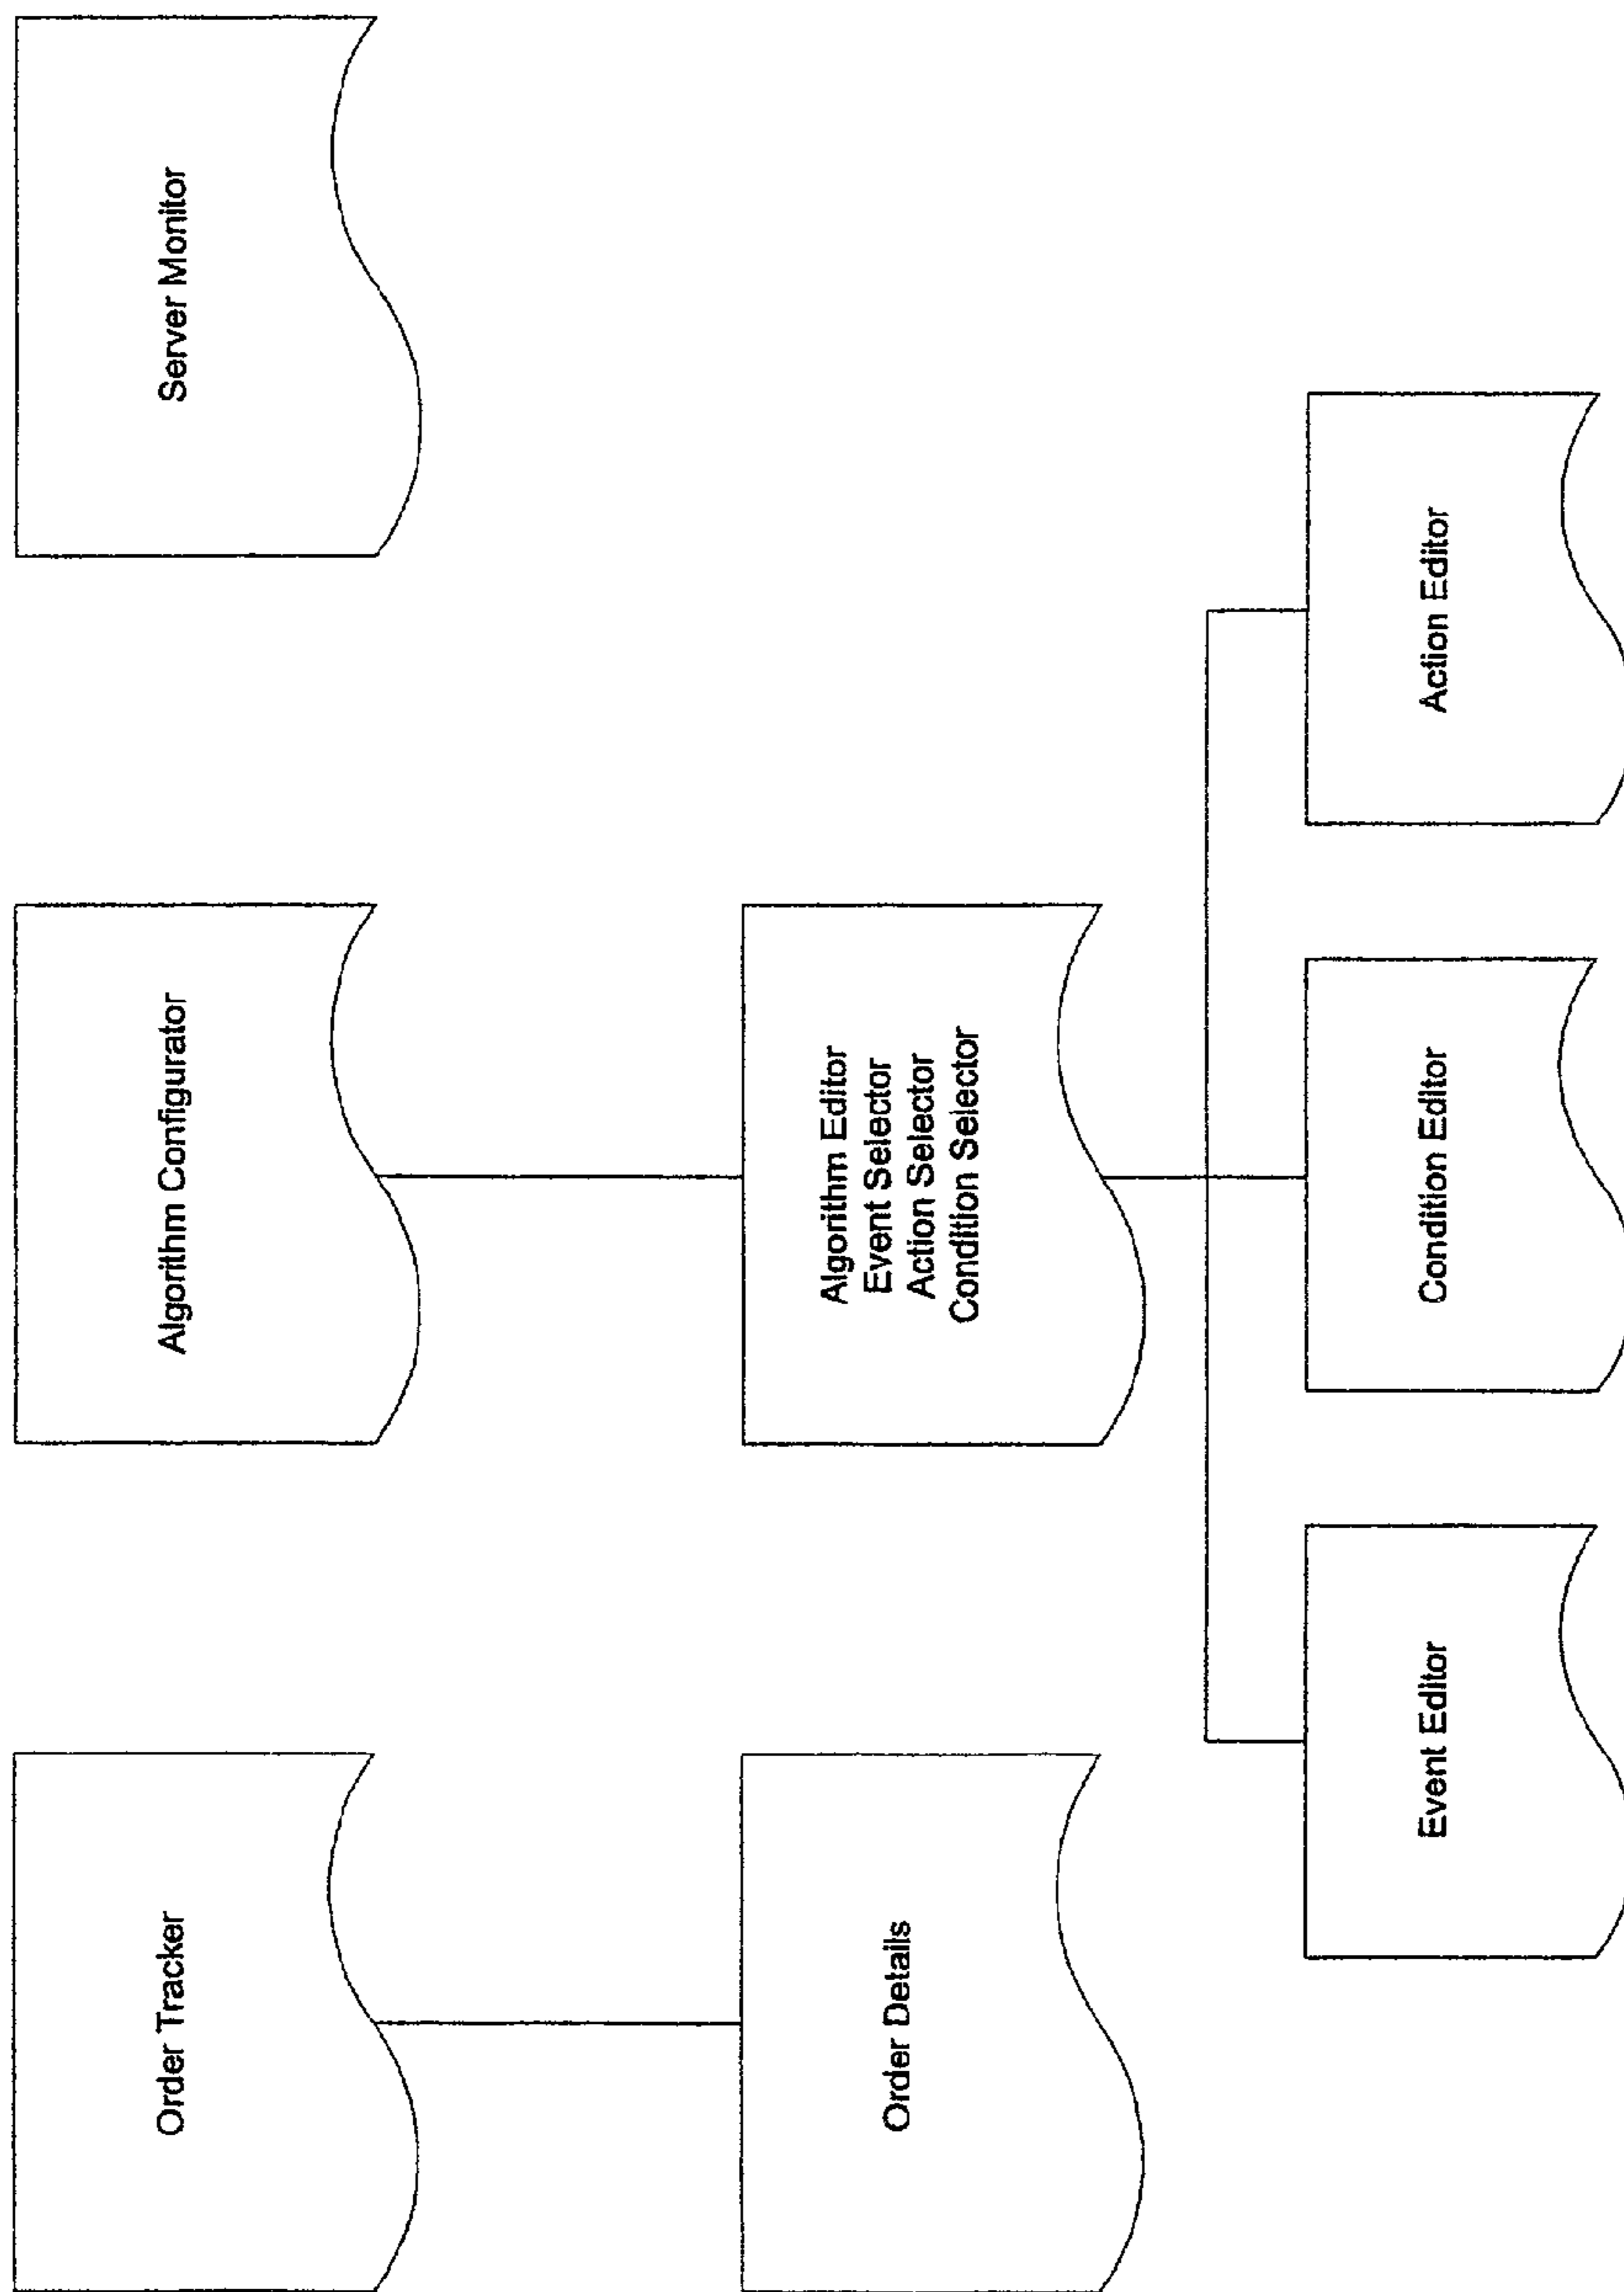 Order Tracker
Algorithm Configurator
Server Monitor
Order Details
Algorithm Editor
Event Selector
Action Selector
Condition Selector
Event Editor
Condition Editor
Action Editor